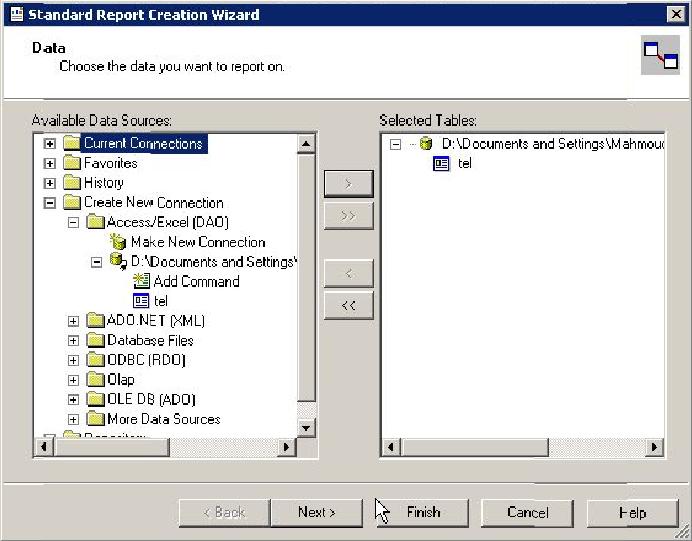 Standard Report Creation Wizard
Data
Choose the data you want to report on.
Available Data Sources:
Current Connections
Favorites
History
Create New Connection
Access/Excel (DAO)
Make New Connection
D:\Documents and Settings\
Add Command
tel
ADO.NET (XML)
Database Files
ODBC (RDO)
Olap
OLE DB (ADO)
More Data Sources
Repository
>
>>
<
<<
Selected Tables:
D:\Documents and Settings\Mahmoud
tel
< Back
Next >
Finish
Cancel
Help